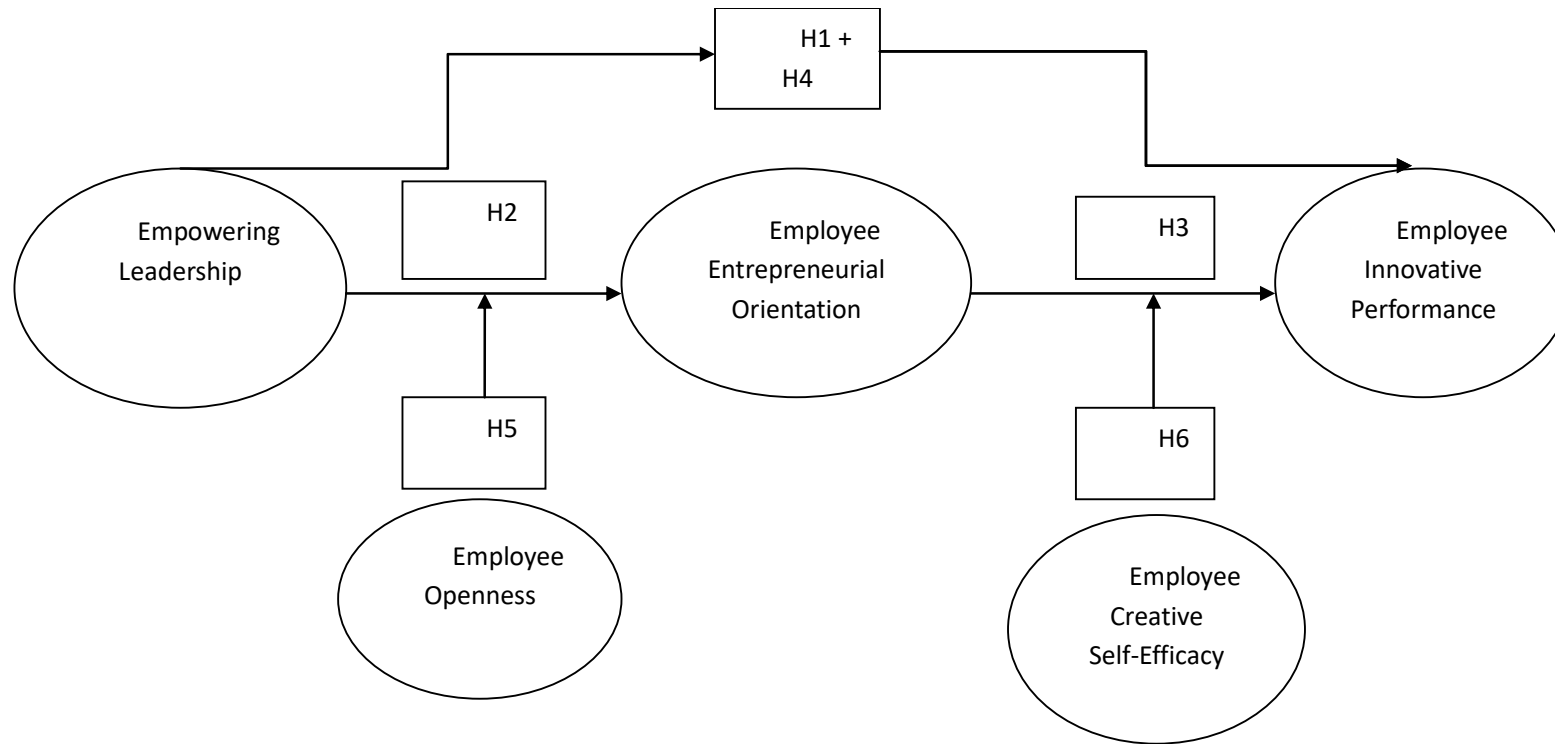 H1 +
H4
H2
H3
Empowering
Leadership
Employee
Entrepreneurial
Orientation
Employee
Innovative
Performance
H5
H6
Employee
Openness
Employee
Creative
Self-Efficacy